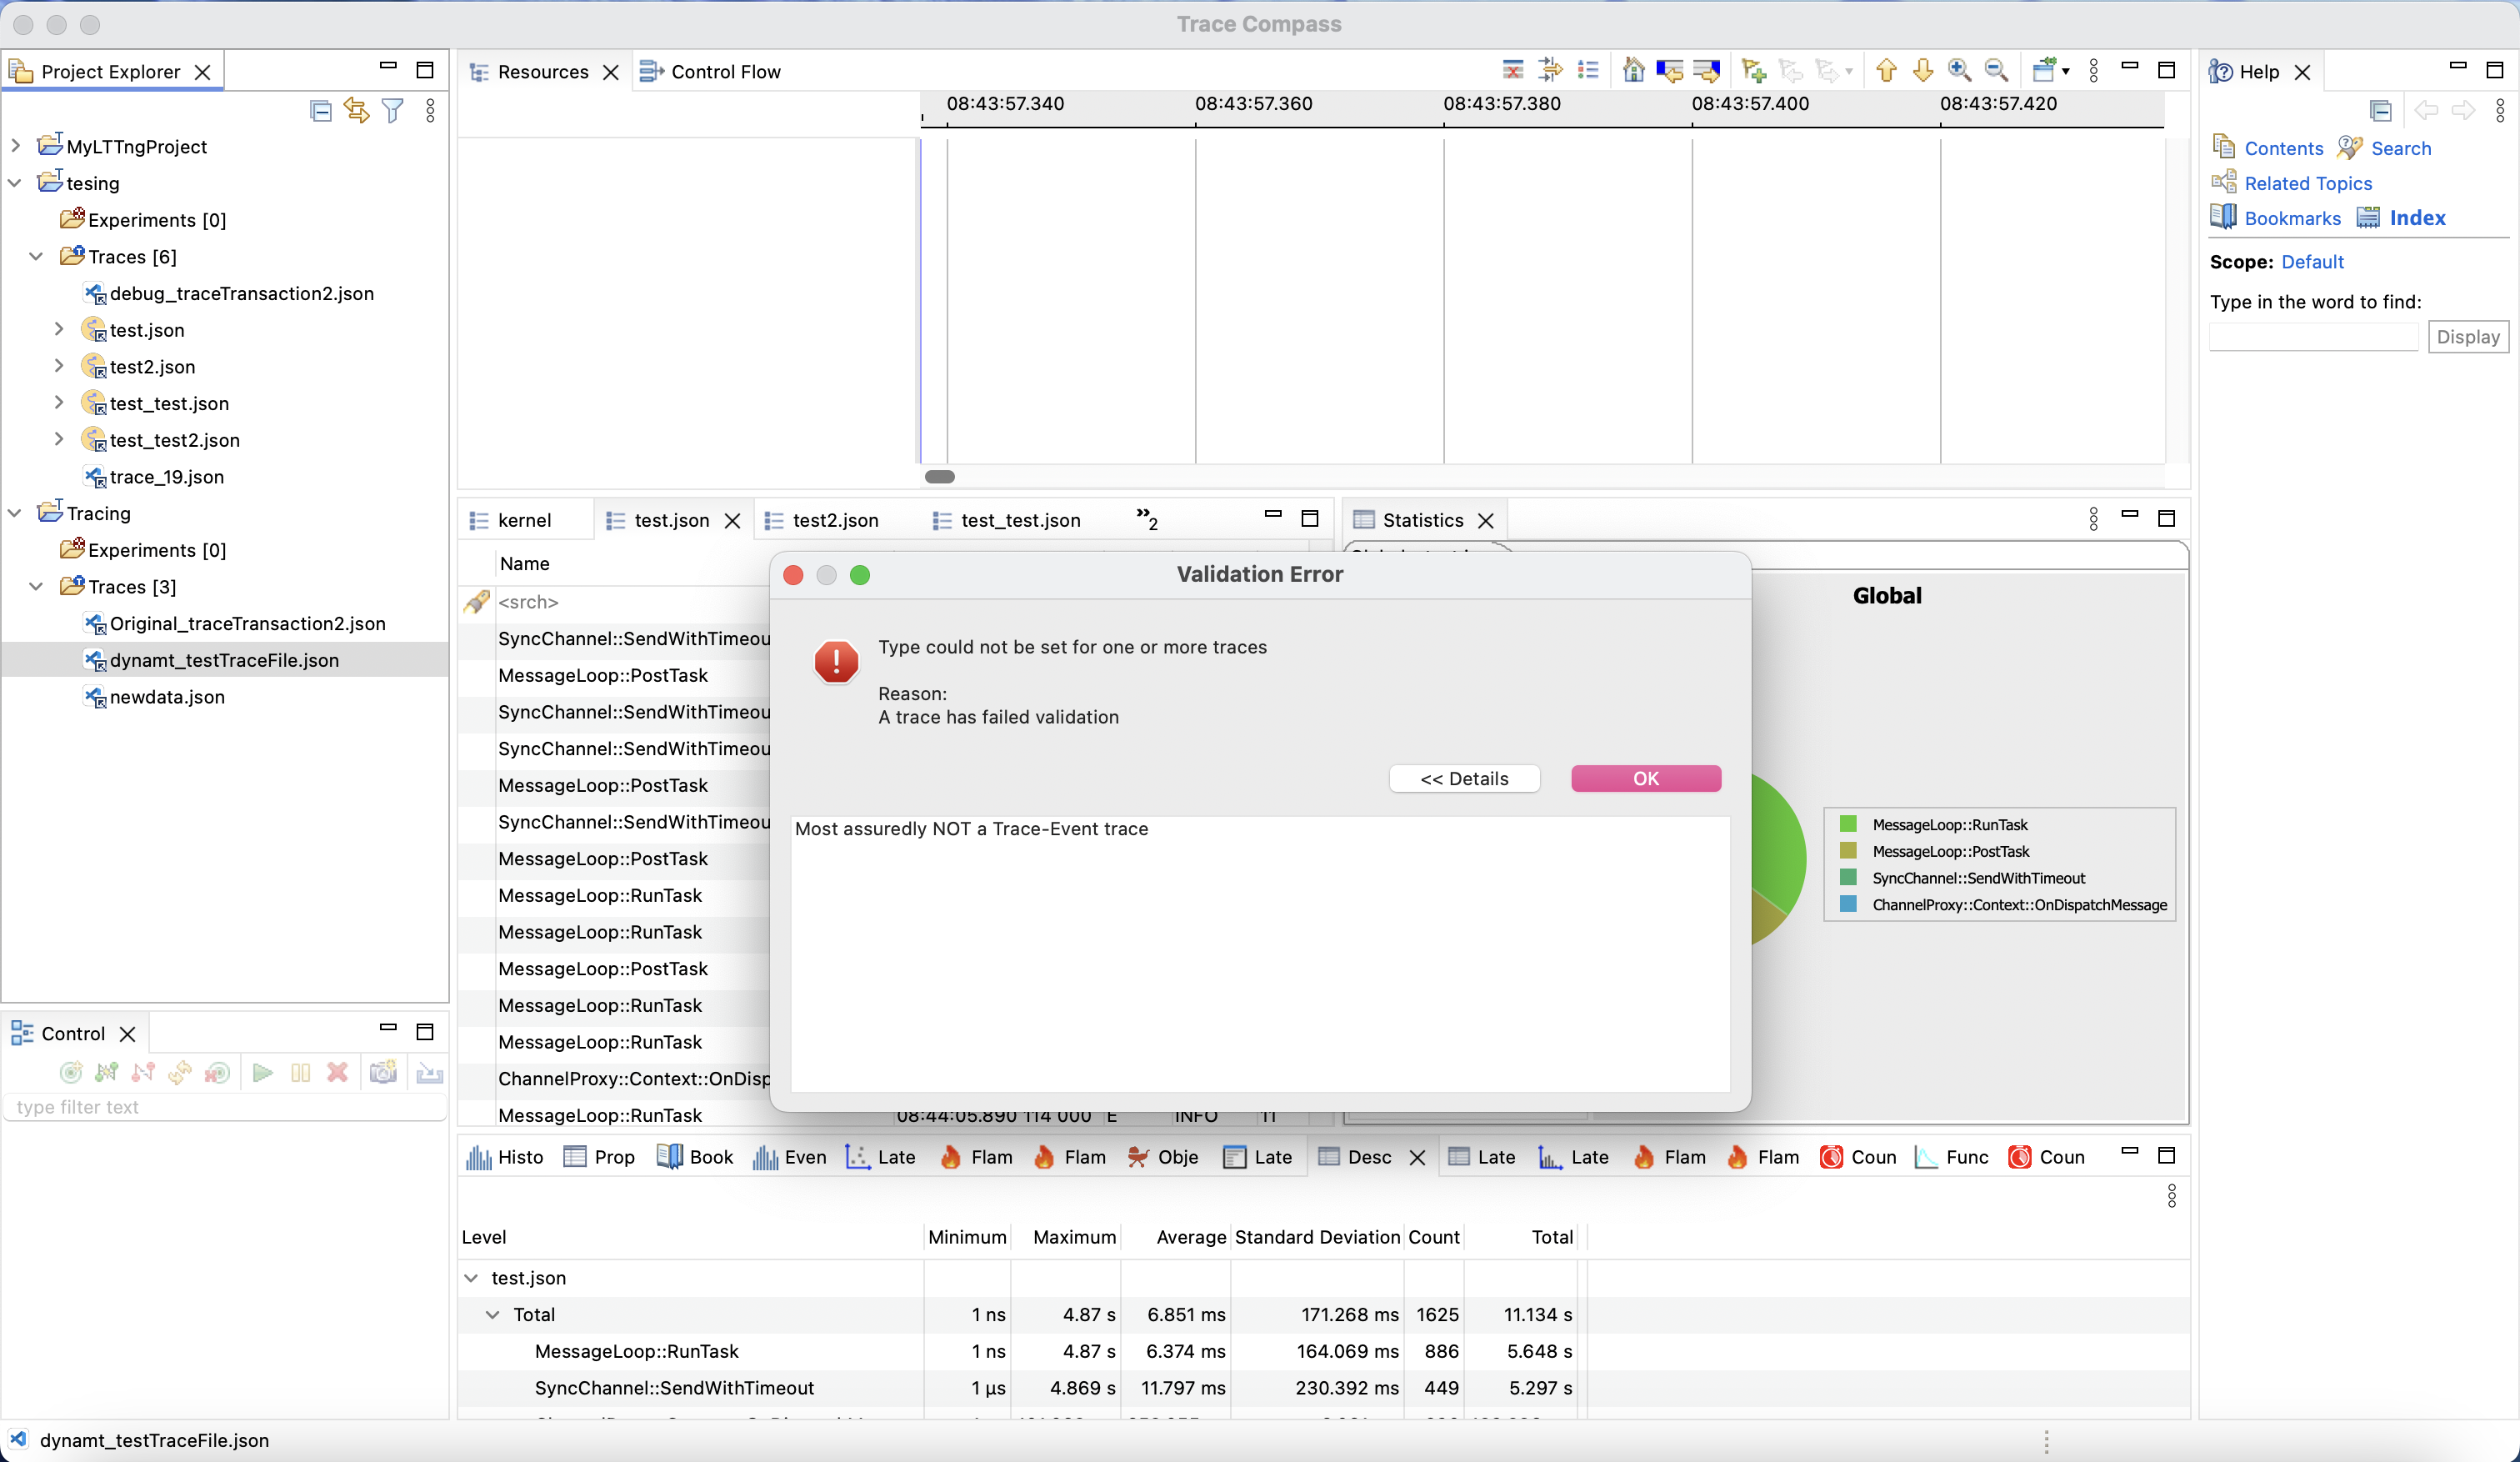 Trace Compass
Project Explorer
MyLTTngProject
tesing
Experiments [0]
Traces [6]
debug_traceTransaction2.json
test.json
test2.json
test_test.json
test_test2.json
trace_19.json
Tracing
Experiments [0]
Traces [3]
Original_traceTransaction2.json
dynamt_testTraceFile.json
newdata.json
Control
type filter text
Resources
Control Flow
08:43:57.340 08:43:57.360 08:43:57.380 08:43:57.400 08:43:57.420
kernel
test.json
test2.json
test_test.json
»2
Name
<srch>
SyncChannel::SendWithTimeou
MessageLoop::PostTask
SyncChannel::SendWithTimeou
SyncChannel::SendWithTimeou
MessageLoop::PostTask
SyncChannel::SendWithTimeou
MessageLoop::PostTask
MessageLoop::RunTask
MessageLoop::RunTask
MessageLoop::PostTask
MessageLoop::RunTask
MessageLoop::RunTask
ChannelProxy::Context::OnDisp
MessageLoop::RunTask 08:44:05.890 114 000 E INFO 11
Statistics
Global
MessageLoop::RunTask
MessageLoop::PostTask
SyncChannel::SendWithTimeout
ChannelProxy::Context::OnDispatchMessage
Validation Error
Type could not be set for one or more traces
Reason:
A trace has failed validation
<< Details
OK
Most assuredly NOT a Trace-Event trace
Histo Prop Book Even Late Flam Flam Obje Late Desc Late Late Flam Flam Coun Func Coun
Level Minimum Maximum Average Standard Deviation Count Total
test.json
Total 1 ns 4.87 s 6.851 ms 171.268 ms 1625 11.134 s
MessageLoop::RunTask 1 ns 4.87 s 6.374 ms 164.069 ms 886 5.648 s
SyncChannel::SendWithTimeout 1 µs 4.869 s 11.797 ms 230.392 ms 449 5.297 s
Help
Contents Search
Related Topics
Bookmarks Index
Scope: Default
Type in the word to find:
Display
dynamt_testTraceFile.json